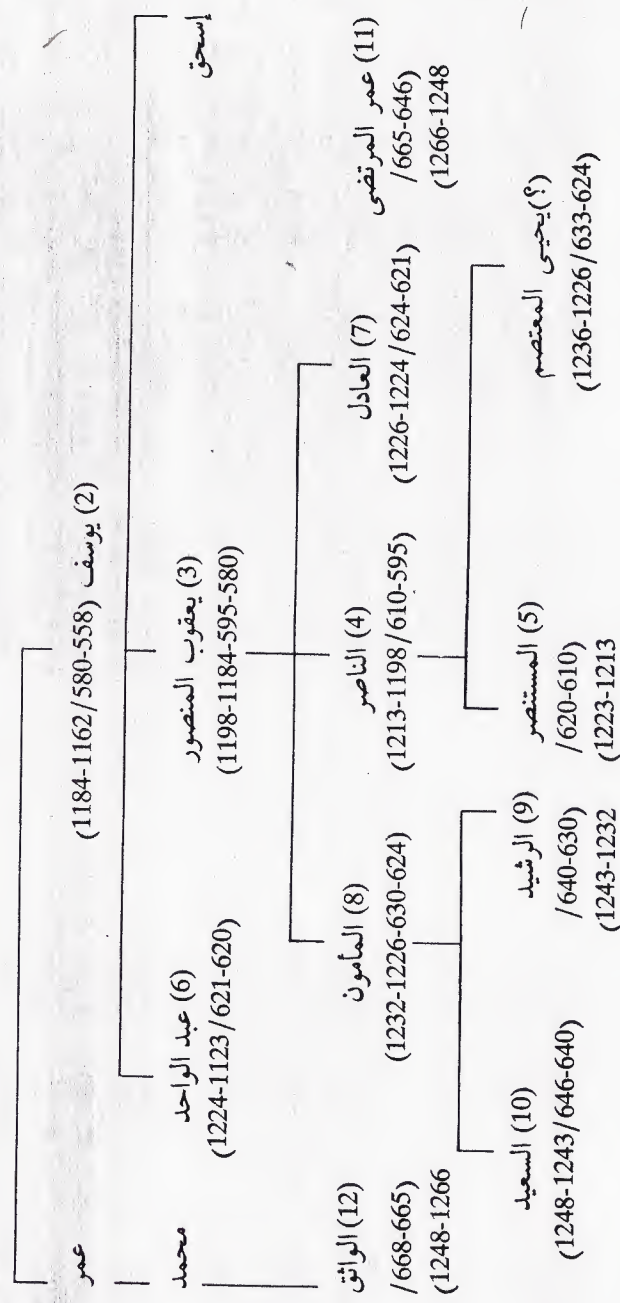 (2) يوسف (558-580/1162-1184)
عمر
إسحق
(3) يعقوب المنصور
(580-595-1184-1198)
(6) عبد الواحد
(620-621/1123-1224)
محمد
(11) عمر المرتضى
(646-665/
1248-1266)
(7) العادل
(621-624/1224-1226)
(4) الناصر
(595-610/1198-1213)
(8) المأمون
(624-630-1226-1232)
(12) الواثق
(665-668/
1266-1248)
(؟) يحيى المعتصم
(624-633/1226-1236)
(5) المستنصر
(610-620/
1213-1223)
(9) الرشيد
(630-640/
1232-1243)
(10) السعيد
(640-646/1243-1248)